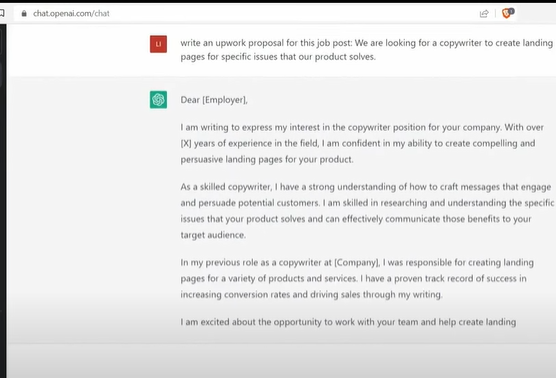 chat.openai.com/chat
LI
write an upwork proposal for this job post: We are looking for a copywriter to create landing
pages for specific issues that our product solves.
Dear [Employer],
I am writing to express my interest in the copywriter position for your company. With over
[X] years of experience in the field, I am confident in my ability to create compelling and
persuasive landing pages for your product.
As a skilled copywriter, I have a strong understanding of how to craft messages that engage
and persuade potential customers. I am skilled in researching and understanding the specific
issues that your product solves and can effectively communicate those benefits to your
target audience.
In my previous role as a copywriter at [Company], I was responsible for creating landing
pages for a variety of products and services. I have a proven track record of success in
increasing conversion rates and driving sales through my writing.
I am excited about the opportunity to work with your team and help create landing